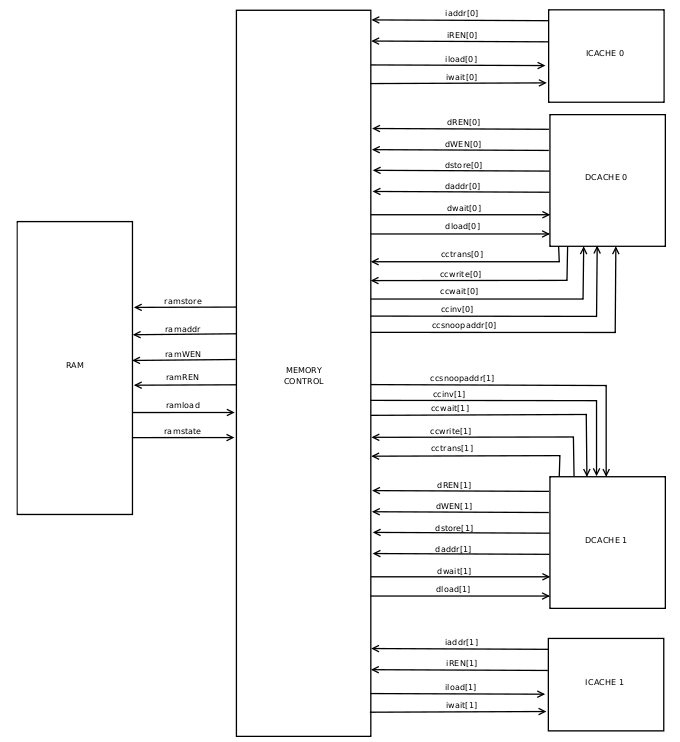 iaddr[0]
iREN[0]
iload[0]
iwait[0]
ICACHE 0
dREN[0]
dWEN[0]
dstore[0]
daddr[0]
dwait[0]
dload[0]
DCACHE 0
cctrans[0]
ccwrite[0]
ccwait[0]
ccinv[0]
ccsnoopaddr[0]
ramstore
ramaddr
ramWEN
ramREN
ramload
ramstate
RAM
MEMORY
CONTROL
ccsnoopaddr[1]
ccinv[1]
ccwait[1]
ccwrite[1]
cctrans[1]
dREN[1]
dWEN[1]
dstore[1]
daddr[1]
dwait[1]
dload[1]
DCACHE 1
iaddr[1]
iREN[1]
iload[1]
iwait[1]
ICACHE 1